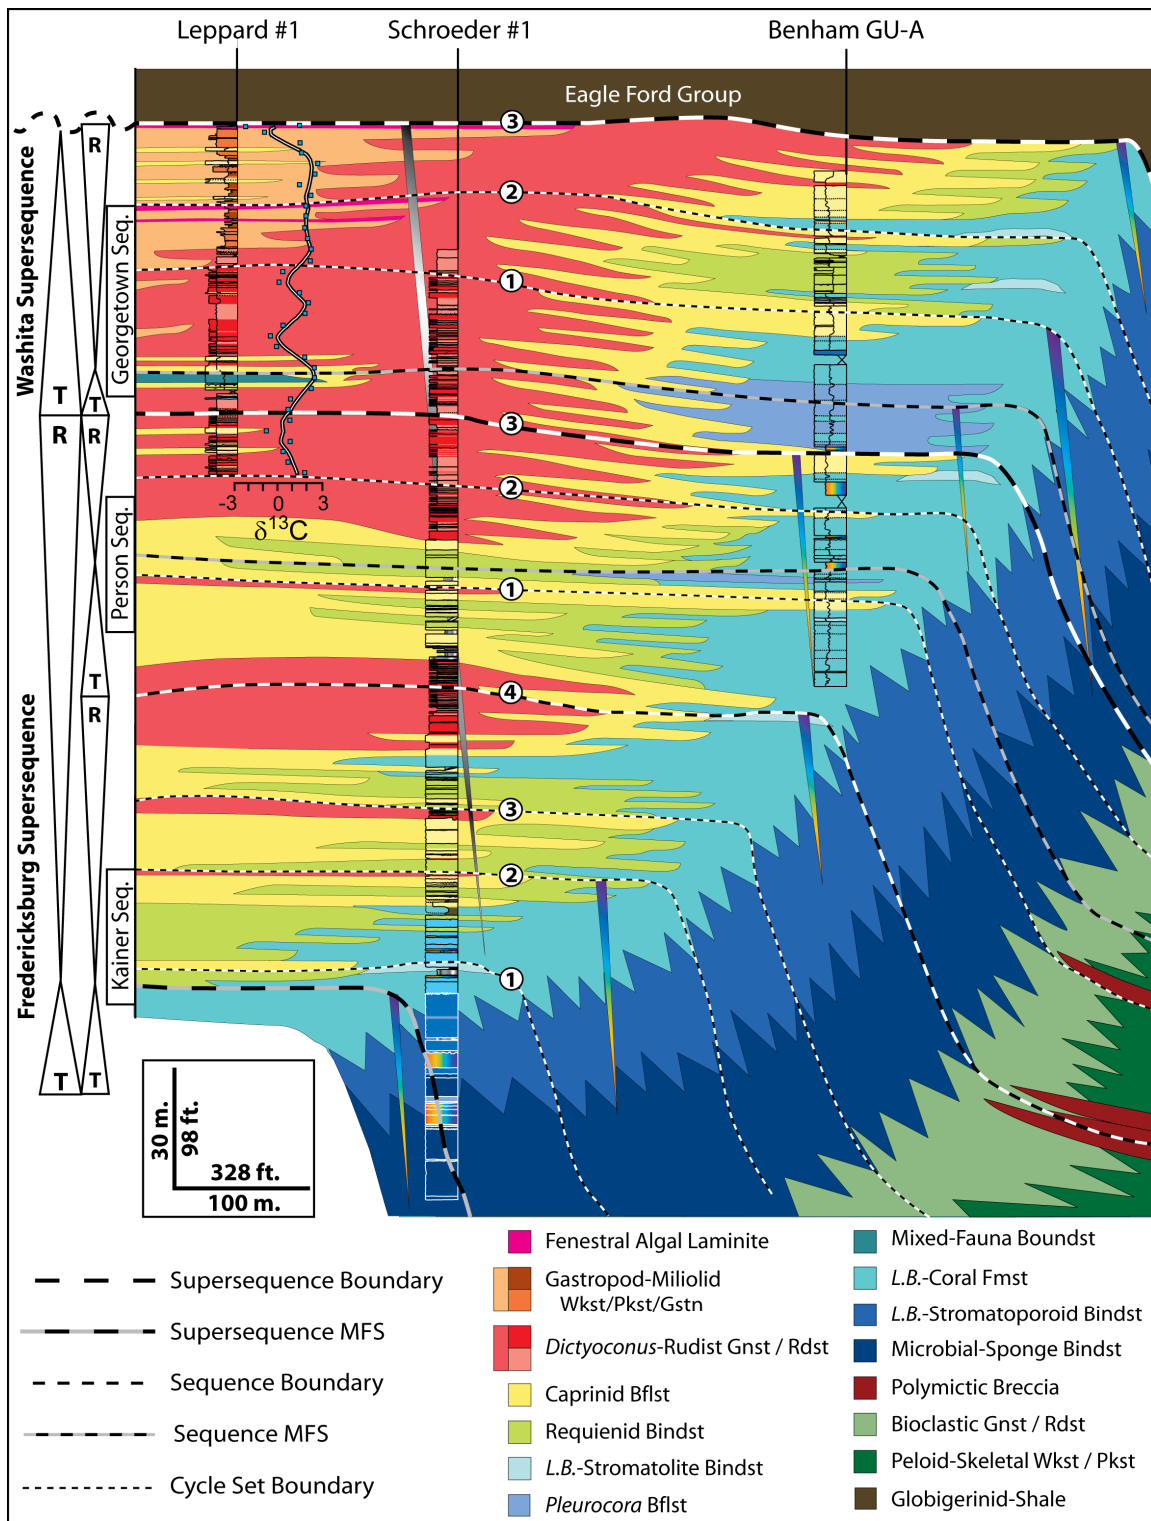 Leppard #1
Schroeder #1
Benham GU-A
Eagle Ford Group
3
R
2
Washita Supersequence
Georgetown Seq.
1
T
T
R
R
3
2
-3 0 3
δ13C
Person Seq.
1
T
R
4
Fredericksburg Supersequence
3
2
Kainer Seq.
1
T
T
30 m.
98 ft.
328 ft.
100 m.
Supersequence Boundary
Supersequence MFS
Sequence Boundary
Sequence MFS
Cycle Set Boundary
Fenestral Algal Laminite
Gastropod-Miliolid
Wkst/Pkst/Gstn
Dictyoconus-Rudist Gnst / Rdst
Caprinid Bflst
Requienid Bindst
L.B.-Stromatolite Bindst
Pleurocora Bflst
Mixed-Fauna Boundst
L.B.-Coral Fmst
L.B.-Stromatoporoid Bindst
Microbial-Sponge Bindst
Polymictic Breccia
Bioclastic Gnst / Rdst
Peloid-Skeletal Wkst / Pkst
Globigerinid-Shale